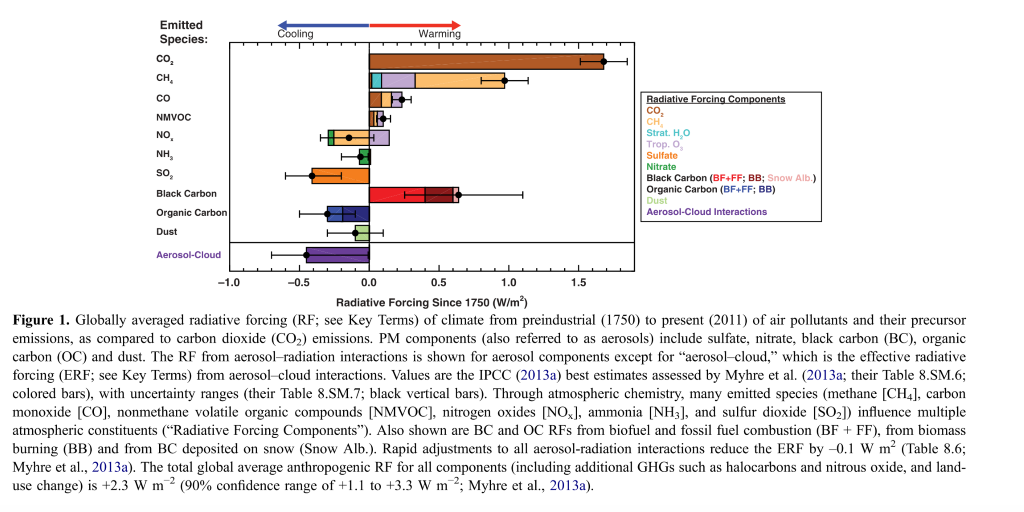 Emitted
Species:
Cooling
Warming
CO₂
CH₄
CO
NMVOC
NOₓ
NH₃
SO₂
Black Carbon
Organic Carbon
Dust
Aerosol-Cloud
−1.0 −0.5 0.0 0.5 1.0 1.5
Radiative Forcing Since 1750 (W/m²)
Radiative Forcing Components
CO₂
CH₄
Strat. H₂O
Trop. O₃
Sulfate
Nitrate
Black Carbon (BF+FF; BB; Snow Alb.)
Organic Carbon (BF+FF; BB)
Dust
Aerosol-Cloud Interactions
Figure 1. Globally averaged radiative forcing (RF; see Key Terms) of climate from preindustrial (1750) to present (2011) of air pollutants and their precursor
emissions, as compared to carbon dioxide (CO₂) emissions. PM components (also referred to as aerosols) include sulfate, nitrate, black carbon (BC), organic
carbon (OC) and dust. The RF from aerosol–radiation interactions is shown for aerosol components except for “aerosol–cloud,” which is the effective radiative
forcing (ERF; see Key Terms) from aerosol–cloud interactions. Values are the IPCC (2013a) best estimates assessed by Myhre et al. (2013a; their Table 8.SM.6;
colored bars), with uncertainty ranges (their Table 8.SM.7; black vertical bars). Through atmospheric chemistry, many emitted species (methane [CH₄], carbon
monoxide [CO], nonmethane volatile organic compounds [NMVOC], nitrogen oxides [NOₓ], ammonia [NH₃], and sulfur dioxide [SO₂]) influence multiple
atmospheric constituents (“Radiative Forcing Components”). Also shown are BC and OC RFs from biofuel and fossil fuel combustion (BF + FF), from biomass
burning (BB) and from BC deposited on snow (Snow Alb.). Rapid adjustments to all aerosol-radiation interactions reduce the ERF by –0.1 W m² (Table 8.6;
Myhre et al., 2013a). The total global average anthropogenic RF for all components (including additional GHGs such as halocarbons and nitrous oxide, and land-
use change) is +2.3 W m⁻² (90% confidence range of +1.1 to +3.3 W m⁻²; Myhre et al., 2013a).